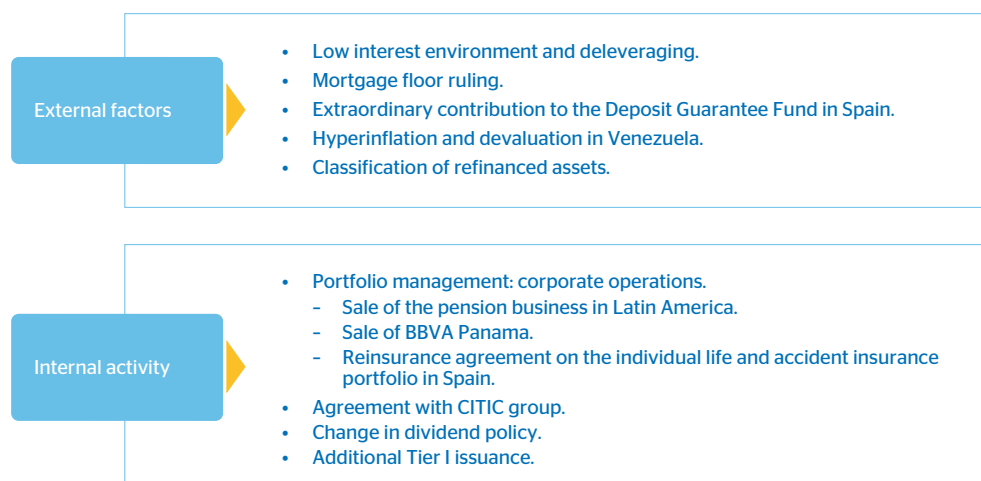 External factors
• Low interest environment and deleveraging.
• Mortgage floor ruling.
• Extraordinary contribution to the Deposit Guarantee Fund in Spain.
• Hyperinflation and devaluation in Venezuela.
• Classification of refinanced assets.
Internal activity
• Portfolio management: corporate operations.
– Sale of the pension business in Latin America.
– Sale of BBVA Panama.
– Reinsurance agreement on the individual life and accident insurance
portfolio in Spain.
• Agreement with CITIC group.
• Change in dividend policy.
• Additional Tier I issuance.